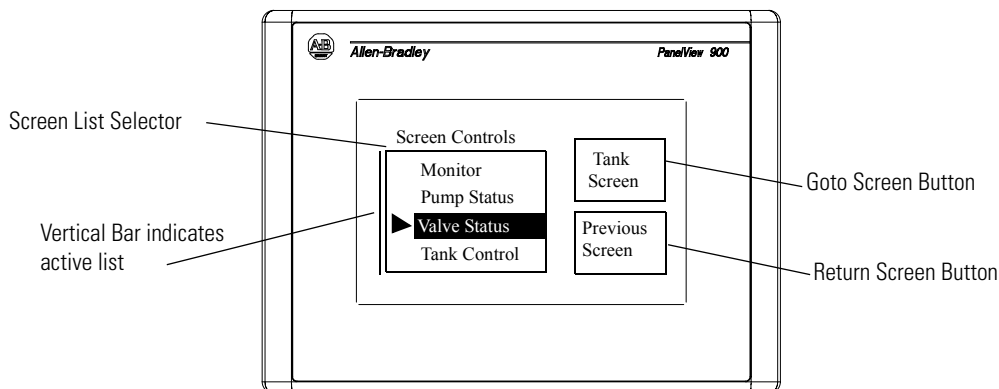 AB
Allen-Bradley
PanelView 900
Screen List Selector
Screen Controls
Monitor
Pump Status
Valve Status
Tank Control
Tank
Screen
Goto Screen Button
Previous
Screen
Return Screen Button
Vertical Bar indicates
active list